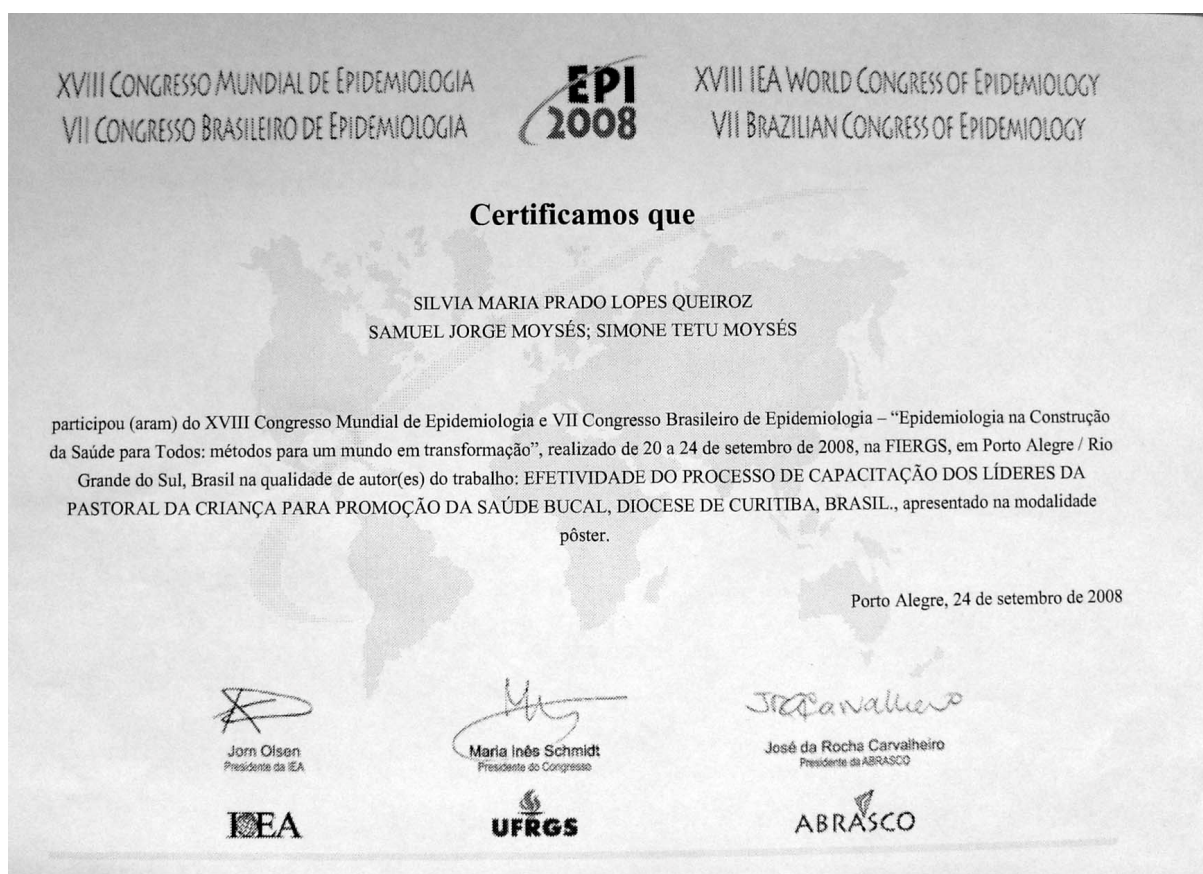 XVIII CONGRESSO MUNDIAL DE EPIDEMIOLOGIA
VII CONGRESSO BRASILEIRO DE EPIDEMIOLOGIA
EPI
2008
XVIII IEA WORLD CONGRESS OF EPIDEMIOLOGY
VII BRAZILIAN CONGRESS OF EPIDEMIOLOGY
Certificamos que
SILVIA MARIA PRADO LOPES QUEIROZ
SAMUEL JORGE MOYSÉS; SIMONE TETU MOYSÉS
participou (aram) do XVIII Congresso Mundial de Epidemiologia e VII Congresso Brasileiro de Epidemiologia – “Epidemiologia na Construção
da Saúde para Todos: métodos para um mundo em transformação”, realizado de 20 a 24 de setembro de 2008, na FIERGS, em Porto Alegre / Rio
Grande do Sul, Brasil na qualidade de autor(es) do trabalho: EFETIVIDADE DO PROCESSO DE CAPACITAÇÃO DOS LÍDERES DA
PASTORAL DA CRIANÇA PARA PROMOÇÃO DA SAÚDE BUCAL, DIOCESE DE CURITIBA, BRASIL., apresentado na modalidade
pôster.
Porto Alegre, 24 de setembro de 2008
Jorn Olsen
Presidente da IEA
IEA
Maria Inês Schmidt
Presidente do Congresso
UFRGS
José da Rocha Carvalheiro
Presidente da ABRASCO
ABRASCO